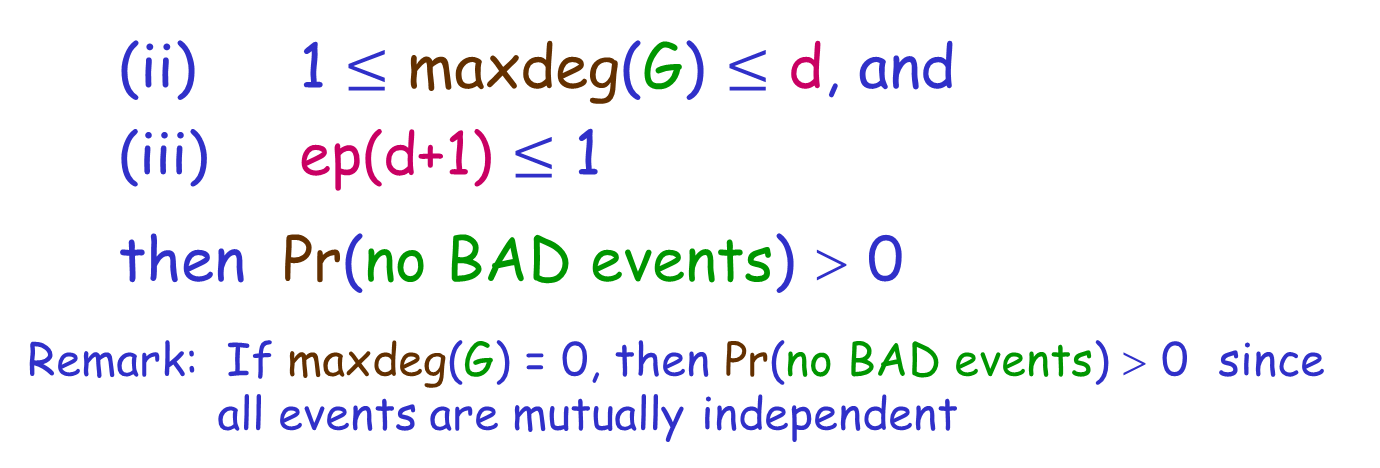 (ii) 1 ≤ maxdeg(G) ≤ d, and
(iii) ep(d+1) ≤ 1
then Pr(no BAD events) > 0
Remark: If maxdeg(G) = 0, then Pr(no BAD events) > 0 since
all events are mutually independent